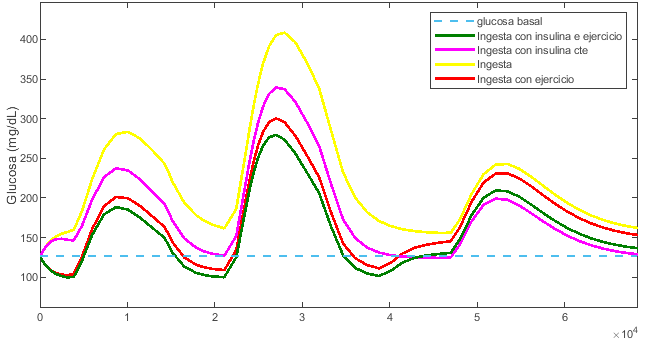 glucosa basal
Ingesta con insulina e ejercicio
Ingesta con insulina cte
Ingesta
Ingesta con ejercicio
Glucosa (mg/dL)
400
350
300
250
200
150
100
0 1 2 3 4 5 6
×10⁴